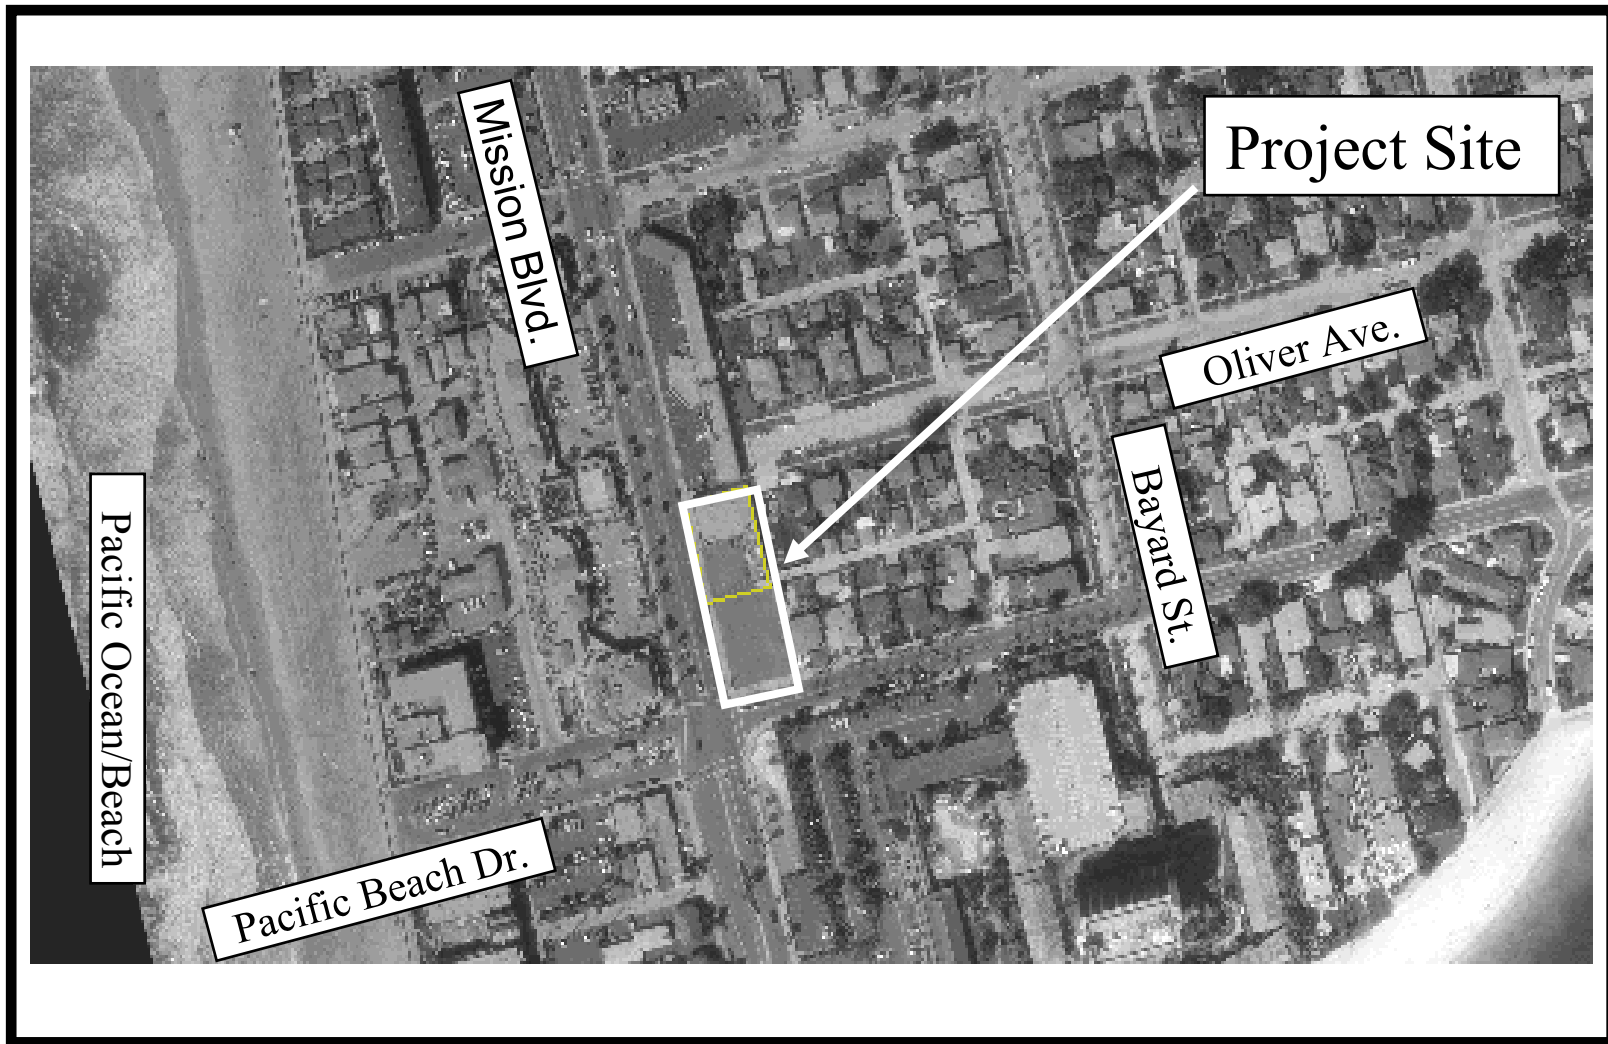 Mission Blvd.
Project Site
Oliver Ave.
Bayard St.
Pacific Ocean/Beach
Pacific Beach Dr.